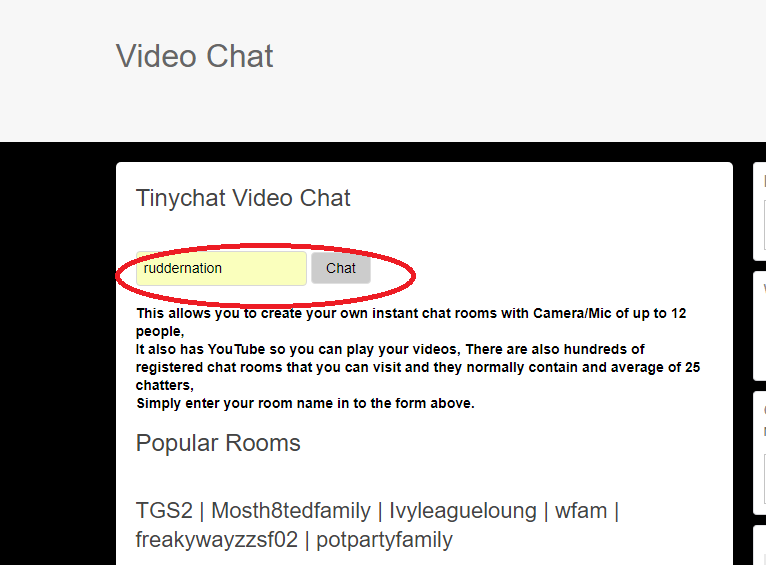 Video Chat
Tinychat Video Chat
ruddernation Chat
This allows you to create your own instant chat rooms with Camera/Mic of up to 12
people,
It also has YouTube so you can play your videos, There are also hundreds of
registered chat rooms that you can visit and they normally contain and average of 25
chatters,
Simply enter your room name in to the form above.
Popular Rooms
TGS2 | Mosth8tedfamily | Ivyleagueloung | wfam |
freakywayzzsf02 | potpartyfamily